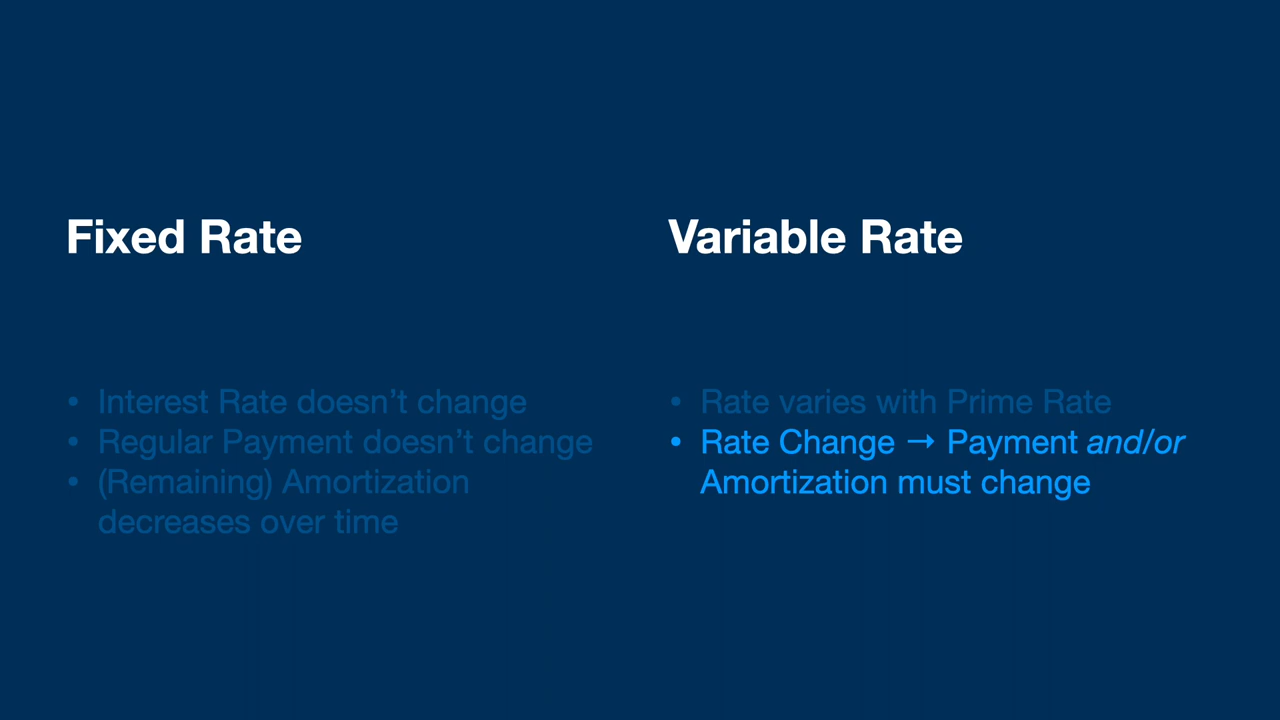 Fixed Rate
• Interest Rate doesn’t change
• Regular Payment doesn’t change
• (Remaining) Amortization
decreases over time
Variable Rate
• Rate varies with Prime Rate
• Rate Change → Payment and/or
Amortization must change